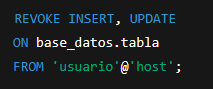 REVOKE INSERT, UPDATE
ON base_datos.tabla
FROM 'usuario'@'host';